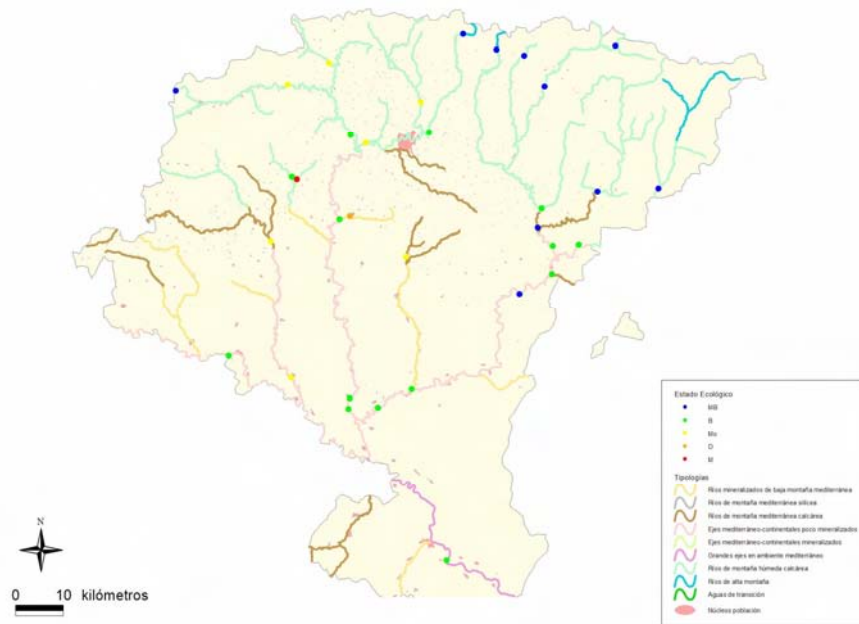 Estado Ecológico
MB
B
Mo
D
M
Tipologías
Ríos mineralizados de baja montaña mediterránea
Ríos de montaña mediterránea silícea
Ríos de montaña mediterránea calcárea
Ejes mediterráneo-continentales poco mineralizados
Ejes mediterráneo-continentales mineralizados
Grandes ejes en ambiente mediterráneo
Ríos de montaña húmeda calcárea
Ríos de alta montaña
Aguas de transición
Núcleos población
N
0 10 kilómetros